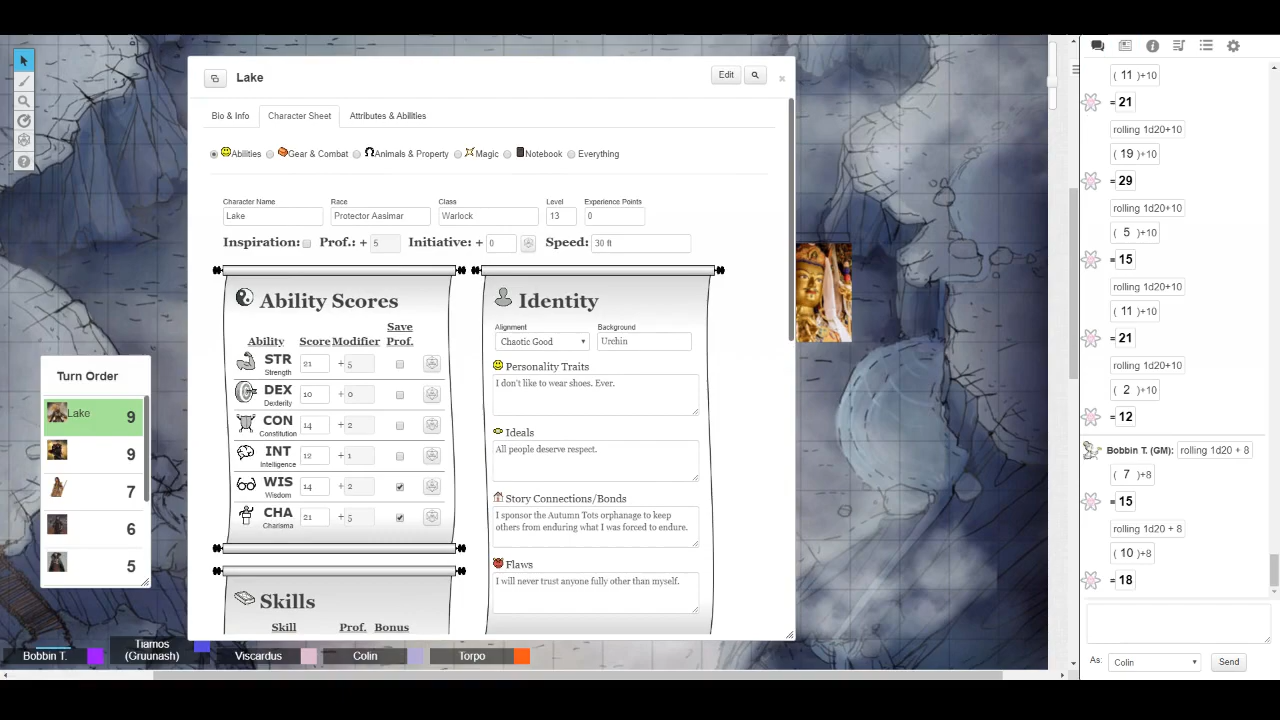 Lake
Edit
×
Bio & Info
Character Sheet
Attributes & Abilities
Abilities
Gear & Combat
Animals & Property
Magic
Notebook
Everything
Character Name
Race
Class
Level
Experience Points
Lake
Protector Aasimar
Warlock
13
0
Inspiration:
Prof.: + 5
Initiative: + 0
Speed: 30 ft
Ability Scores
Ability
Score
Modifier
Save
Prof.
STR
Strength
21
+ 5
DEX
Dexterity
10
+ 0
CON
Constitution
14
+ 2
INT
Intelligence
12
+ 1
WIS
Wisdom
14
+ 2
CHA
Charisma
21
+ 5
Skills
Skill
Prof.
Bonus
Identity
Alignment
Background
Chaotic Good
Urchin
Personality Traits
I don't like to wear shoes. Ever.
Ideals
All people deserve respect.
Story Connections/Bonds
I sponsor the Autumn Tots orphanage to keep
others from enduring what I was forced to endure.
Flaws
I will never trust anyone fully other than myself.
Turn Order
Lake 9
9
7
6
5
Bobbin T.
Tiamos
(Gruunash)
Viscardus
Colin
Torpo
( 11 )+10
= 21
rolling 1d20+10
( 19 )+10
= 29
rolling 1d20+10
( 5 )+10
= 15
rolling 1d20+10
( 11 )+10
= 21
rolling 1d20+10
( 2 )+10
= 12
Bobbin T. (GM): rolling 1d20 + 8
( 7 )+8
= 15
rolling 1d20 + 8
( 10 )+8
= 18
As:
Colin
Send